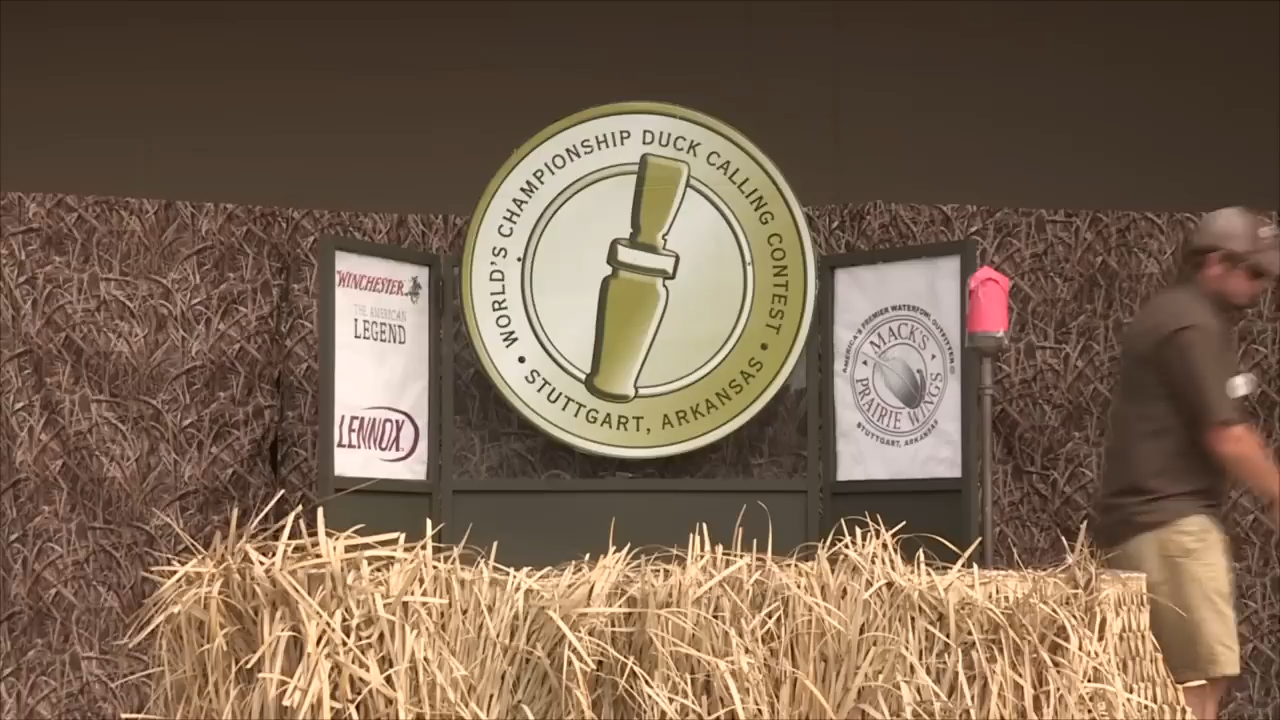 WORLD'S CHAMPIONSHIP DUCK CALLING CONTEST
• STUTTGART, ARKANSAS •
WINCHESTER
THE AMERICAN
LEGEND
LENNOX
AMERICA'S PREMIER WATERFOWL OUTFITTER
MACK'S
PRAIRIE WINGS
STUTTGART, ARKANSAS